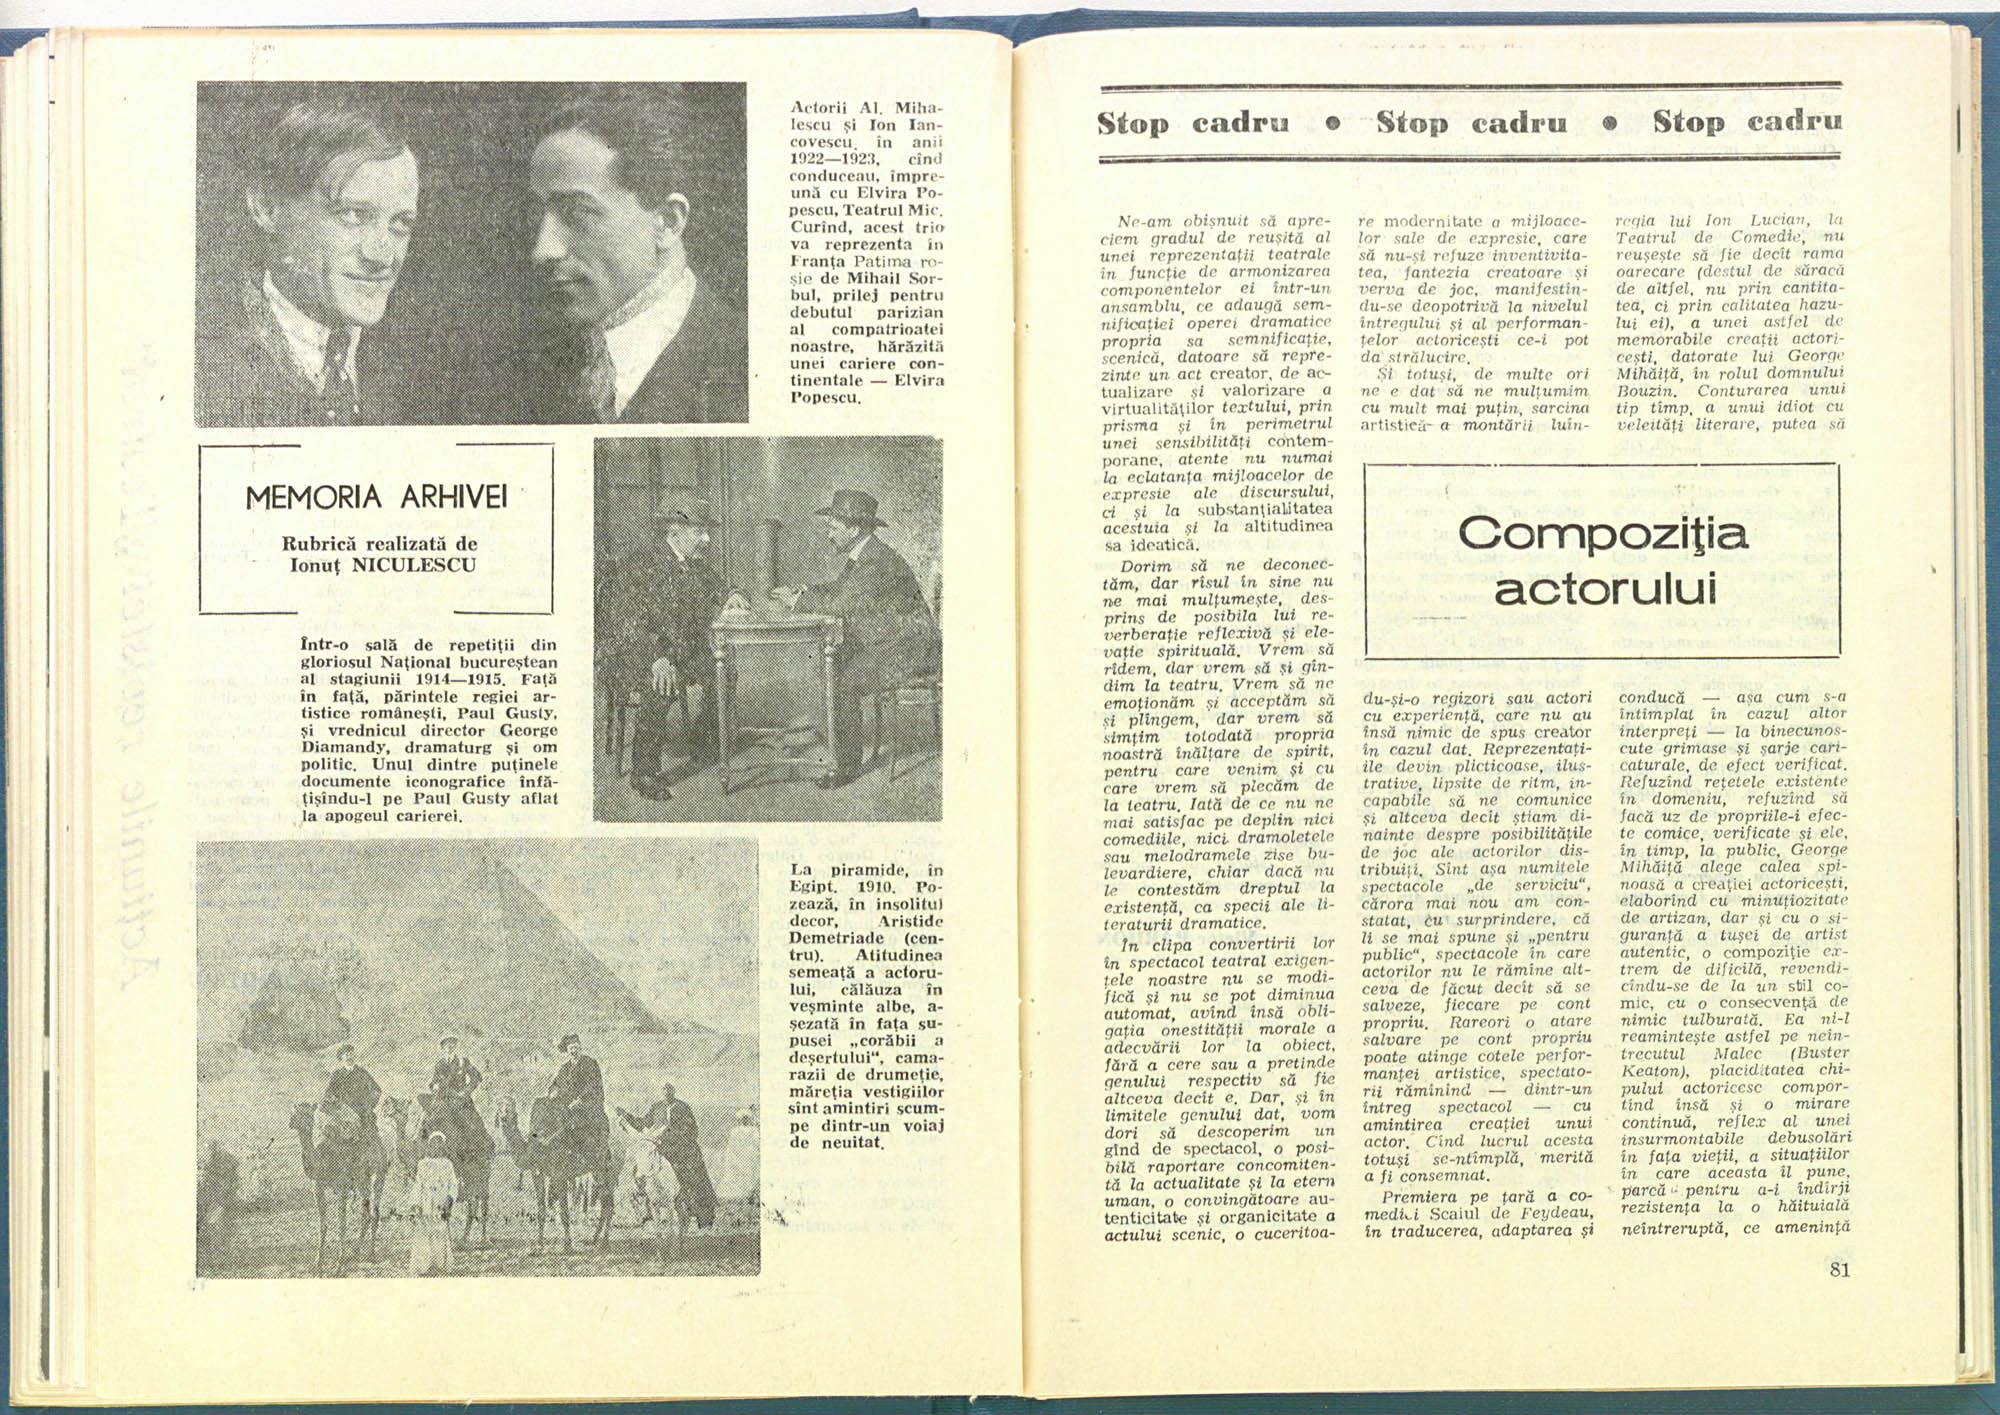 Actorii Al. Miha-
lescu și Ion Ian-
covescu, în anii
1922—1923, cînd
conduceau, împre-
ună cu Elvira Po-
pescu, Teatrul Mic.
Curînd, acest trio
va reprezenta în
Franța Patima ro-
șie de Mihail Sor-
bul, prilej pentru
debutul parizian
al compatrioatei
noastre, hărăzită
unei cariere con-
tinentale — Elvira
Popescu.
MEMORIA ARHIVEI
Rubrică realizată de
Ionuț NICULESCU
Într-o sală de repetiții din
gloriosul Național bucureștean
al stagiunii 1914—1915. Față
în față, părintele regiei ar-
tistice românești, Paul Gusty,
și vrednicul director George
Diamandy, dramaturg și om
politic. Unul dintre puținele
documente iconografice înfă-
țișîndu-l pe Paul Gusty aflat
la apogeul carierei.
La piramide, în
Egipt. 1910. Po-
zează, în insolitul
decor, Aristide
Demetriade (cen-
tru). Atitudinea
semeață a actoru-
lui, călăuza în
veșminte albe, a-
șezată în fața su-
pusei „corăbii a
deșertului“, cama-
razii de drumeție,
măreția vestigiilor
sînt amintiri scum-
pe dintr-un voiaj
de neuitat.
Stop cadru ● Stop cadru ● Stop cadru
Ne-am obișnuit să apre-
ciem gradul de reușită al
unei reprezentații teatrale
în funcție de armonizarea
componentelor ei într-un
ansamblu, ce adaugă sem-
nificației operei dramatice
propria sa semnificație,
scenică, datoare să repre-
zinte un act creator, de ac-
tualizare și valorizare a
virtualităților textului, prin
prisma și în perimetrul
unei sensibilități contem-
porane, atente nu numai
la eclatanța mijloacelor de
expresie ale discursului,
ci și la substanțialitatea
acestuia și la altitudinea
sa ideatică.
Dorim să ne deconec-
tăm, dar rîsul în sine nu
ne mai mulțumește, des-
prins de posibila lui re-
verberație reflexivă și ele-
vație spirituală. Vrem să
rîdem, dar vrem să și gîn-
dim la teatru. Vrem să ne
emoționăm și acceptăm să
și plîngem, dar vrem să
simțim totodată propria
noastră înălțare de spirit,
pentru care venim și cu
care vrem să plecăm de
la teatru. Iată de ce nu ne
mai satisfac pe deplin nici
comediile, nici dramoletele
sau melodramele zise bu-
levardiere, chiar dacă nu
le contestăm dreptul la
existență, ca specii ale li-
teraturii dramatice.
În clipa convertirii lor
în spectacol teatral exigen-
țele noastre nu se modi-
fică și nu se pot diminua
automat, avînd însă obli-
gația onestității morale a
adecvării lor la obiect,
fără a cere sau a pretinde
genului respectiv să fie
altceva decît e. Dar, și în
limitele genului dat, vom
dori să descoperim un
gînd de spectacol, o posi-
bilă raportare concomiten-
tă la actualitate și la etern
uman, o convingătoare au-
tenticitate și organicitate a
actului scenic, o cuceritoa-
re modernitate a mijloace-
lor sale de expresie, care
să nu-și refuze inventivita-
tea, fantezia creatoare și
verva de joc, manifestîn-
du-se deopotrivă la nivelul
întregului și al performan-
țelor actoricești ce-i pot
da strălucire.
Și totuși, de multe ori
ne e dat să ne mulțumim
cu mult mai puțin, sarcina
artistică a montării luîn-
regia lui Ion Lucian, la
Teatrul de Comedie, nu
reușește să fie decît rama
oarecare (destul de săracă
de altfel, nu prin cantita-
tea, ci prin calitatea hazu-
lui ei), a unei astfel de
memorabile creații actori-
cești, datorate lui George
Mihăiță, în rolul domnului
Bouzin. Conturarea unui
tip tîmp, a unui idiot cu
veleități literare, putea să
Compoziția
actorului
du-și-o regizori sau actori
cu experiență, care nu au
însă nimic de spus creator
în cazul dat. Reprezentați-
ile devin plicticoase, ilus-
trative, lipsite de ritm, in-
capabile să ne comunice
și altceva decît știam di-
nainte despre posibilitățile
de joc ale actorilor dis-
tribuiți. Sînt așa numitele
spectacole „de serviciu“,
cărora mai nou am con-
statat, cu surprindere, că
li se mai spune și „pentru
public“, spectacole în care
actorilor nu le rămîne alt-
ceva de făcut decît să se
salveze, fiecare pe cont
propriu. Rareori o atare
salvare pe cont propriu
poate atinge cotele perfor-
manței artistice, spectato-
rii rămînînd — dintr-un
întreg spectacol — cu
amintirea creației unui
actor. Cînd lucrul acesta
totuși se-ntîmplă, merită
a fi consemnat.
Premiera pe țară a co-
mediei Scaiul de Feydeau,
în traducerea, adaptarea și
conducă — așa cum s-a
întîmplat în cazul altor
interpreți — la binecunos-
cute grimase și șarje cari-
caturale, de efect verificat.
Refuzînd rețetele existente
în domeniu, refuzînd să
facă uz de propriile-i efec-
te comice, verificate și ele,
în timp, la public, George
Mihăiță alege calea spi-
noasă a creației actoricești,
elaborînd cu minuțiozitate
de artizan, dar și cu o si-
guranță a tușei de artist
autentic, o compoziție ex-
trem de dificilă, revendi-
cîndu-se de la un stil co-
mic, cu o consecvență de
nimic tulburată. Ea ni-l
reamintește astfel pe neîn-
trecutul Malec (Buster
Keaton), placiditatea chi-
pului actoricesc compor-
tînd însă și o mirare
continuă, reflex al unei
insurmontabile debusolări
în fața vieții, a situațiilor
în care aceasta îl pune,
parcă pentru a-i îndîrji
rezistența la o hăituială
neîntreruptă, ce amenință
81